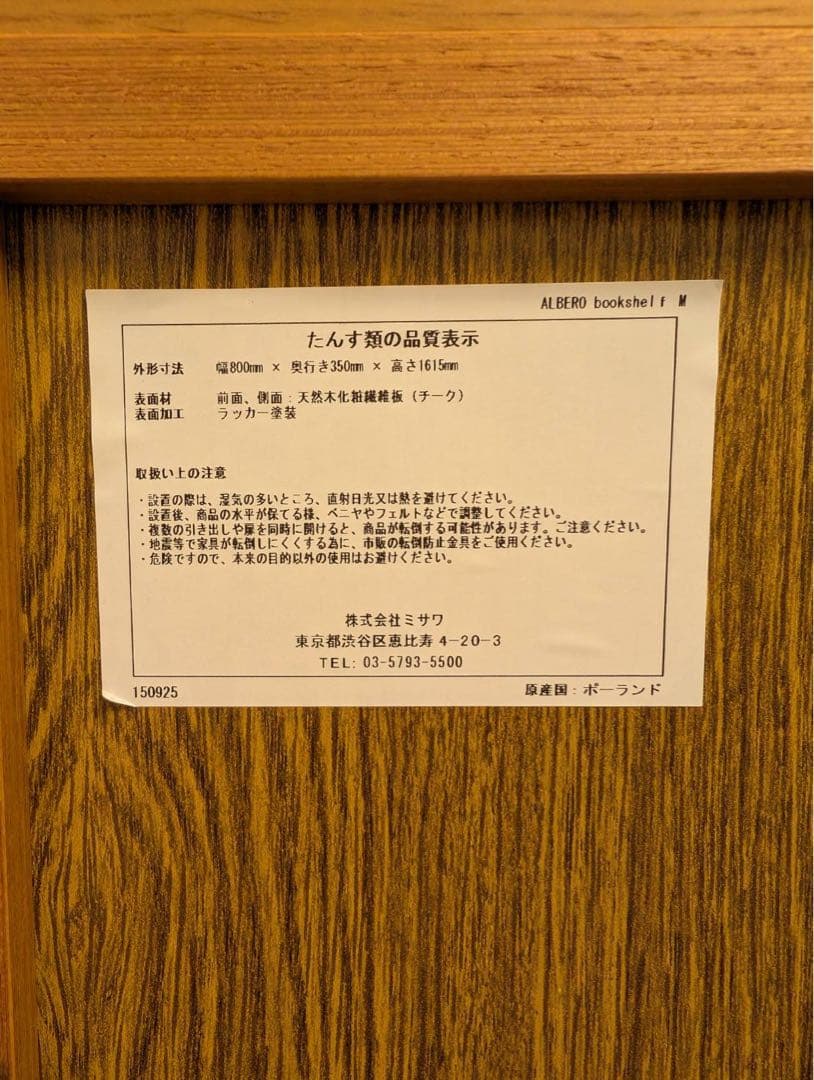 ALBERO bookshelf M
たんす類の品質表示
外形寸法 幅800mm × 奥行き350mm × 高さ1615mm
表面材 前面、側面：天然木化粧繊維板（チーク）
表面加工 ラッカー塗装
取扱い上の注意
・設置の際は、湿気の多いところ、直射日光又は熱を避けてください。
・設置後、商品の水平が保てる様、ベニヤやフェルトなどで調整してください。
・複数の引き出しや扉を同時に開けると、商品が転倒する可能性があります。ご注意ください。
・地震等で家具が転倒しにくくする為に、市販の転倒防止金具をご使用ください。
・危険ですので、本来の目的以外の使用はお避けください。
株式会社ミサワ
東京都渋谷区恵比寿 4-20-3
TEL: 03-5793-5500
150925 原産国：ポーランド